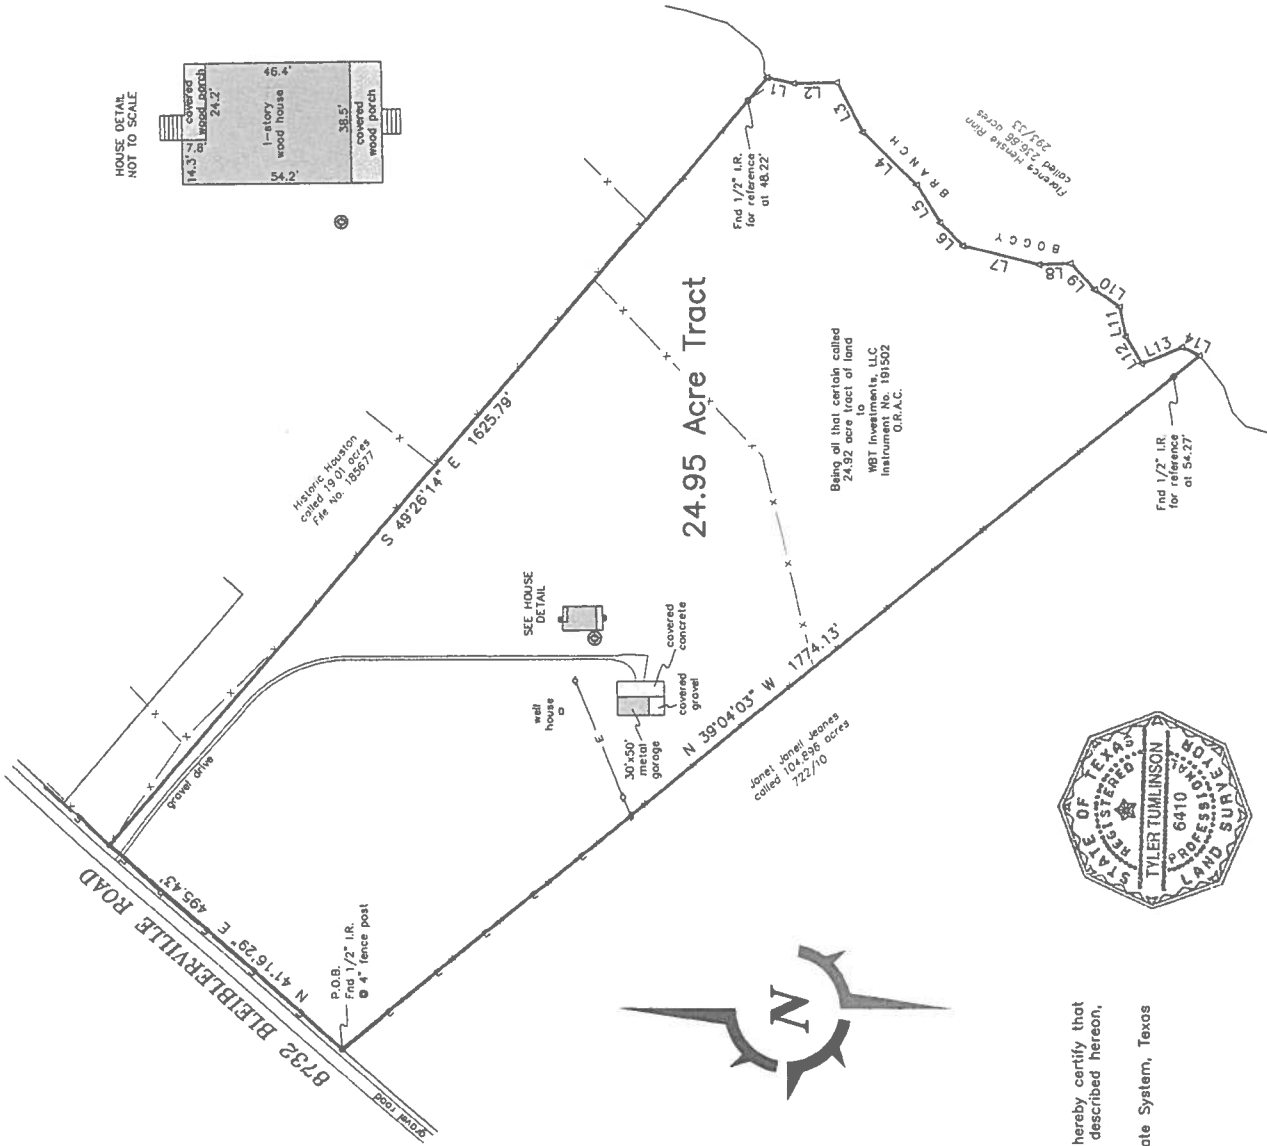 HOUSE DETAIL
NOT TO SCALE
covered
wood porch
7.8'
14.3'
24.2'
46.4'
1-story
wood house
54.2'
38.5'
covered
wood porch
Historic Houston
called 19.01 acres
File No. 185677
S 49°26'14" E 1625.79'
Fnd 1/2" I.R.
for reference
at 48.22'
L1
L2
L3
L4
L5
L6
L7
L8
L9
L10
L11
L12
L13
L14
BOGGY BRANCH
Florence Henske Rinn
called 236.86 acres
293/33
24.95 Acre Tract
Being all that certain called
24.92 acre tract of land
to
WBT Investments, LLC
Instrument No. 191502
O.R.A.C.
SEE HOUSE
DETAIL
well
house
E
30'x50'
metal
garage
covered
gravel
covered
concrete
gravel drive
8732 BLEIBLERVILLE ROAD
gravel road
N 41°16'29" E 495.43'
P.O.B.
Fnd 1/2" I.R.
@ 4" fence post
N 39°04'03" W 1774.13'
Janet Janell Jeanes
called 104.896 acres
722/10
Fnd 1/2" I.R.
for reference
at 54.27'
N
STATE OF TEXAS
REGISTERED
TYLER TUMLINSON
6410
PROFESSIONAL
LAND SURVEYOR
hereby certify that
described hereon,
ate System, Texas